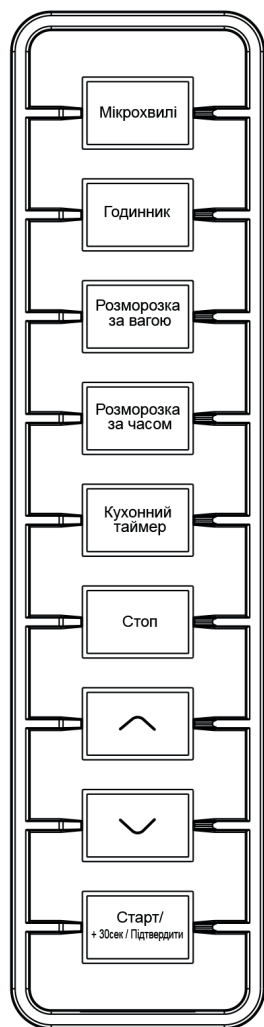 Мікрохвилі
Годинник
Розморозка
за вагою
Розморозка
за часом
Кухонний
таймер
Стоп
Старт/
+ 30сек / Підтвердити